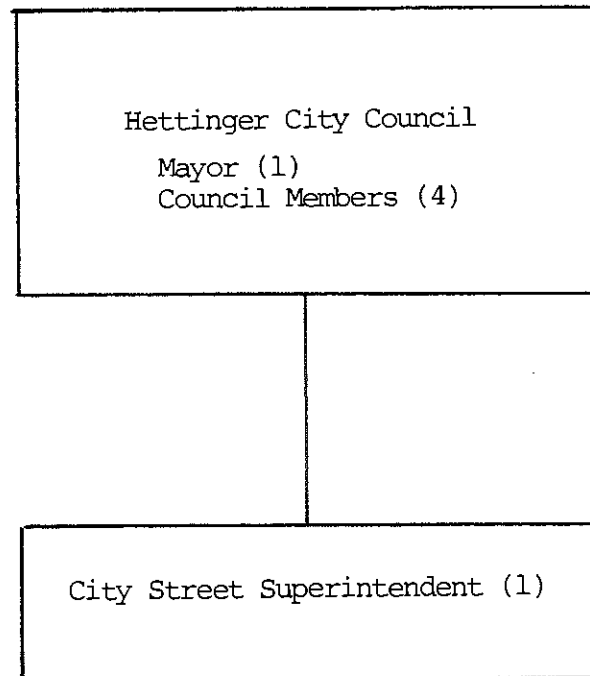 Hettinger City Council
Mayor (1)
Council Members (4)
City Street Superintendent (1)